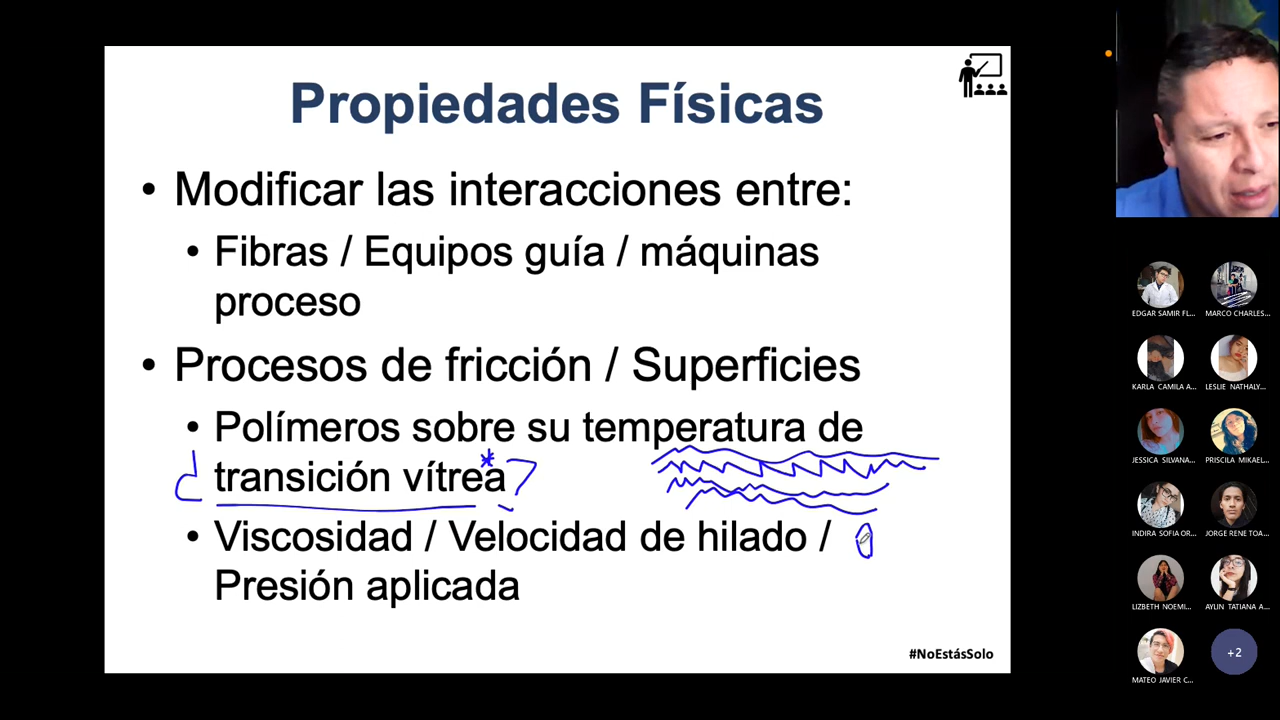 Propiedades Físicas
• Modificar las interacciones entre:
• Fibras / Equipos guía / máquinas
proceso
• Procesos de fricción / Superficies
• Polímeros sobre su temperatura de
¿ transición vítrea* ?
• Viscosidad / Velocidad de hilado /
Presión aplicada
#NoEstásSolo
EDGAR SAMIR FL...
MARCO CHARLES...
KARLA CAMILA A...
LESLIE NATHALY...
JESSICA SILVANA...
PRISCILA MIKAEL...
INDIRA SOFIA OR...
JORGE RENE TOA...
LIZBETH NOEMI...
AYLIN TATIANA A...
MATEO JAVIER C...
+2